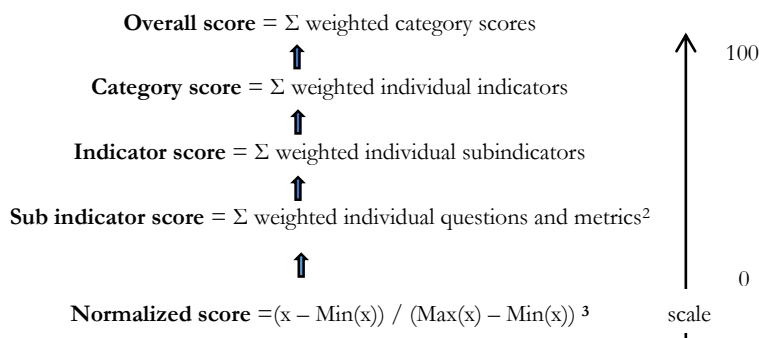 Overall score = Σ weighted category scores
100
Category score = Σ weighted individual indicators
Indicator score = Σ weighted individual subindicators
Sub indicator score = Σ weighted individual questions and metrics²
0
Normalized score =(x – Min(x)) / (Max(x) – Min(x)) ³
scale